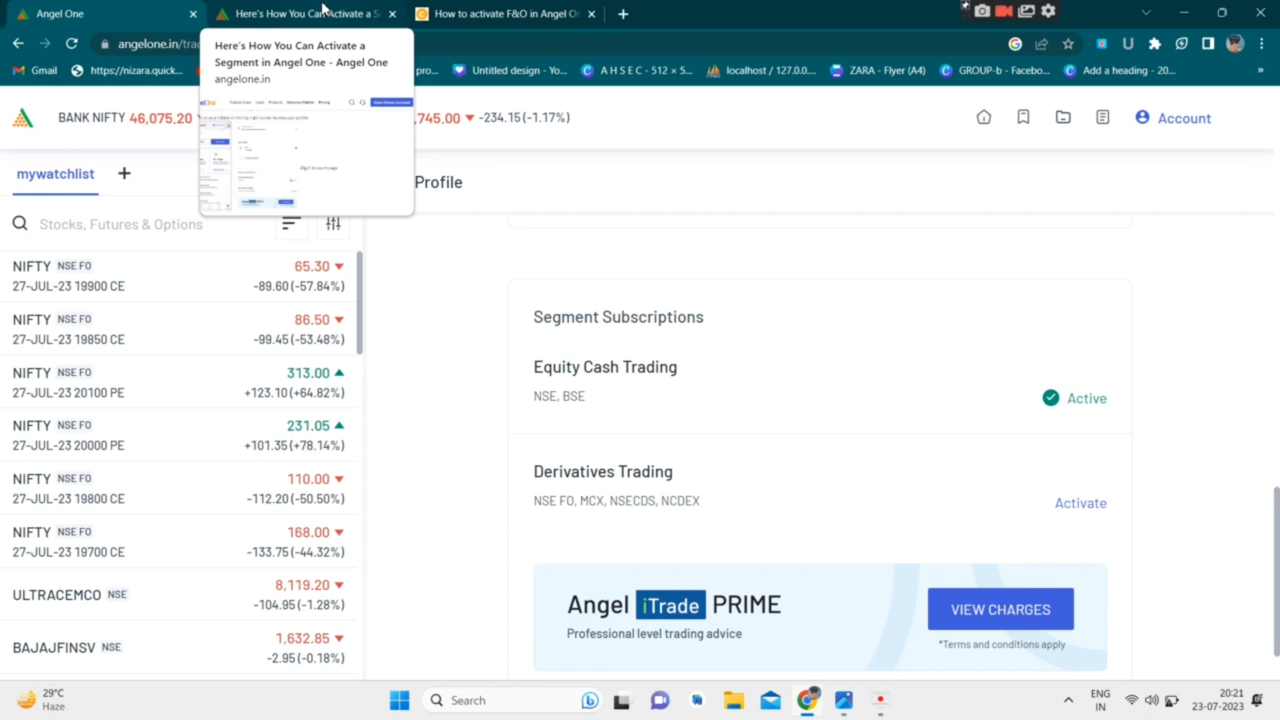 Angel One
Here's How You Can Activate a S
How to activate F&O in Angel Or
angelone.in/tra
Gmail
https://nizara.quick...
pro...
Untitled design - Yo...
A H S E Z T 2 x 3...
localhost / 127.0.0...
ZARA - Flyer
GROUP-b - Faceboo...
Add a heading - 20...
Here's How You Can Activate a
Segment in Angel One - Angel One
angelone.in
BANK NIFTY 46,075.20
745.00 -234.15(-1.17%)
Account
mywatchlist
Profile
Stocks, Futures & Options
NIFTY NSE FO 65.30
27-JUL-23 19900 CE -89.60(-57.84%)
NIFTY NSE FO 86.50
27-JUL-23 19850 CE -99.45(-53.48%)
NIFTY NSE FO 313.00
27-JUL-23 20100 PE +123.10(+64.82%)
NIFTY NSE FO 231.05
27-JUL-23 20000 PE +101.35(+78.14%)
NIFTY NSE FO 110.00
27-JUL-23 19800 CE -112.20(-50.50%)
NIFTY NSE FO 168.00
27-JUL-23 19700 CE -133.75(-44.32%)
ULTRACEMCO NSE 8,119.20
-104.95(-1.28%)
BAJAJFINSV NSE 1,632.85
-2.95(-0.18%)
Segment Subscriptions
Equity Cash Trading
NSE, BSE
Active
Derivatives Trading
NSE FO, MCX, NSECDS, NCDEX
Activate
Angel iTrade PRIME
Professional level trading advice
VIEW CHARGES
*Terms and conditions apply
29°C
Haze
Search
ENG
IN
20:21
23-07-2023